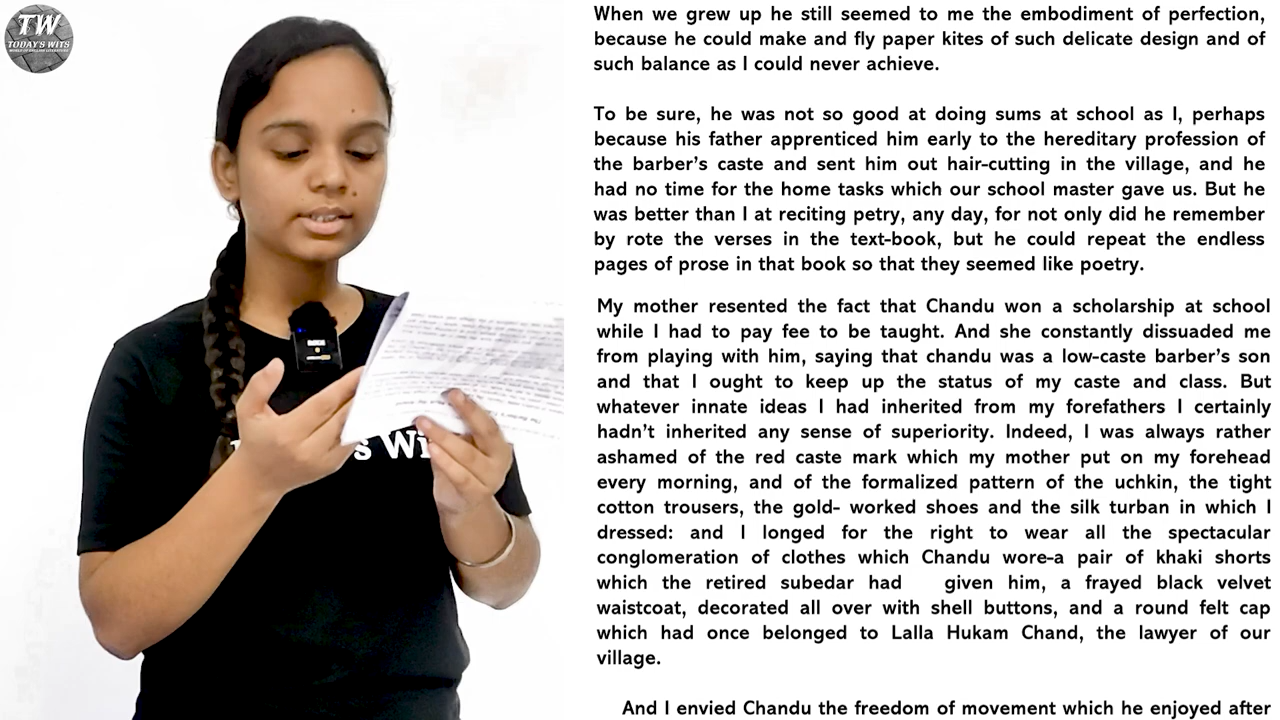 TW
TODAY'S WITS
When we grew up he still seemed to me the embodiment of perfection,
because he could make and fly paper kites of such delicate design and of
such balance as I could never achieve.
To be sure, he was not so good at doing sums at school as I, perhaps
because his father apprenticed him early to the hereditary profession of
the barber's caste and sent him out hair-cutting in the village, and he
had no time for the home tasks which our school master gave us. But he
was better than I at reciting petry, any day, for not only did he remember
by rote the verses in the text-book, but he could repeat the endless
pages of prose in that book so that they seemed like poetry.
My mother resented the fact that Chandu won a scholarship at school
while I had to pay fee to be taught. And she constantly dissuaded me
from playing with him, saying that chandu was a low-caste barber's son
and that I ought to keep up the status of my caste and class. But
whatever innate ideas I had inherited from my forefathers I certainly
hadn't inherited any sense of superiority. Indeed, I was always rather
ashamed of the red caste mark which my mother put on my forehead
every morning, and of the formalized pattern of the uchkin, the tight
cotton trousers, the gold- worked shoes and the silk turban in which I
dressed: and I longed for the right to wear all the spectacular
conglomeration of clothes which Chandu wore-a pair of khaki shorts
which the retired subedar had given him, a frayed black velvet
waistcoat, decorated all over with shell buttons, and a round felt cap
which had once belonged to Lalla Hukam Chand, the lawyer of our
village.
And I envied Chandu the freedom of movement which he enjoyed after